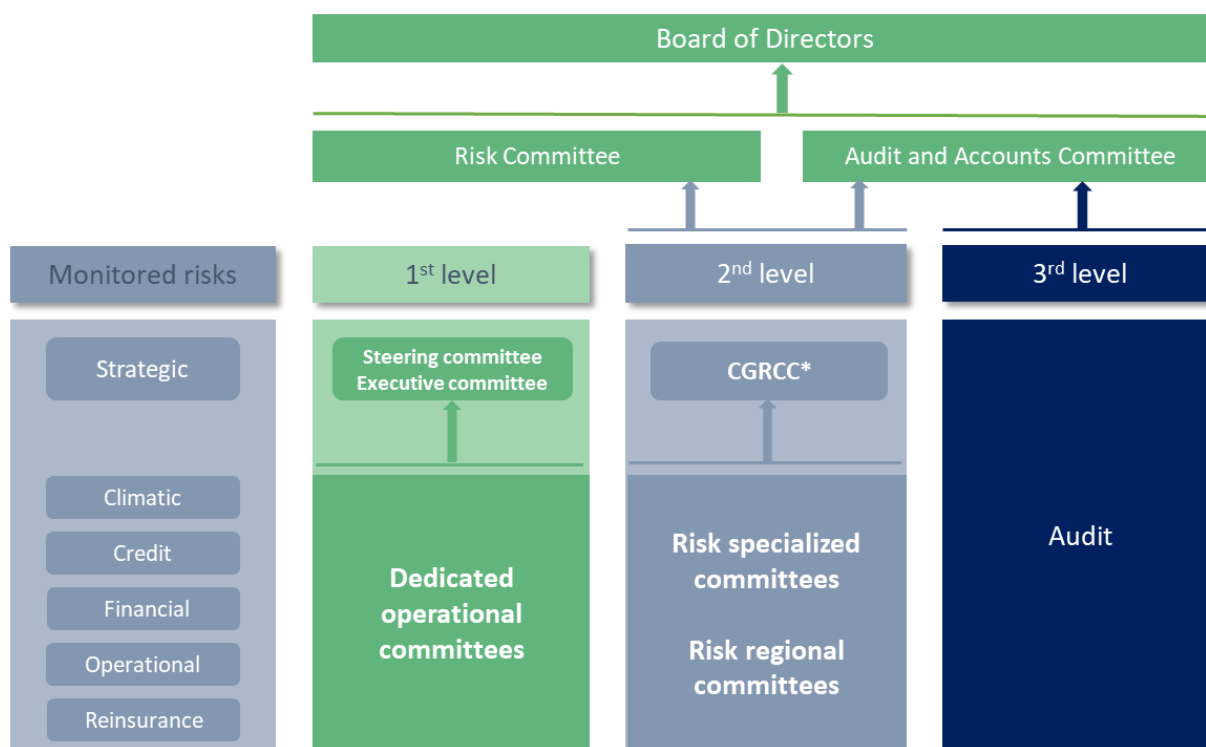 Board of Directors
Risk Committee
Audit and Accounts Committee
Monitored risks
1st level
2nd level
3rd level
Strategic
Steering committee
Executive committee
CGRCC*
Climatic
Credit
Financial
Operational
Reinsurance
Dedicated
operational
committees
Risk specialized
committees
Risk regional
committees
Audit